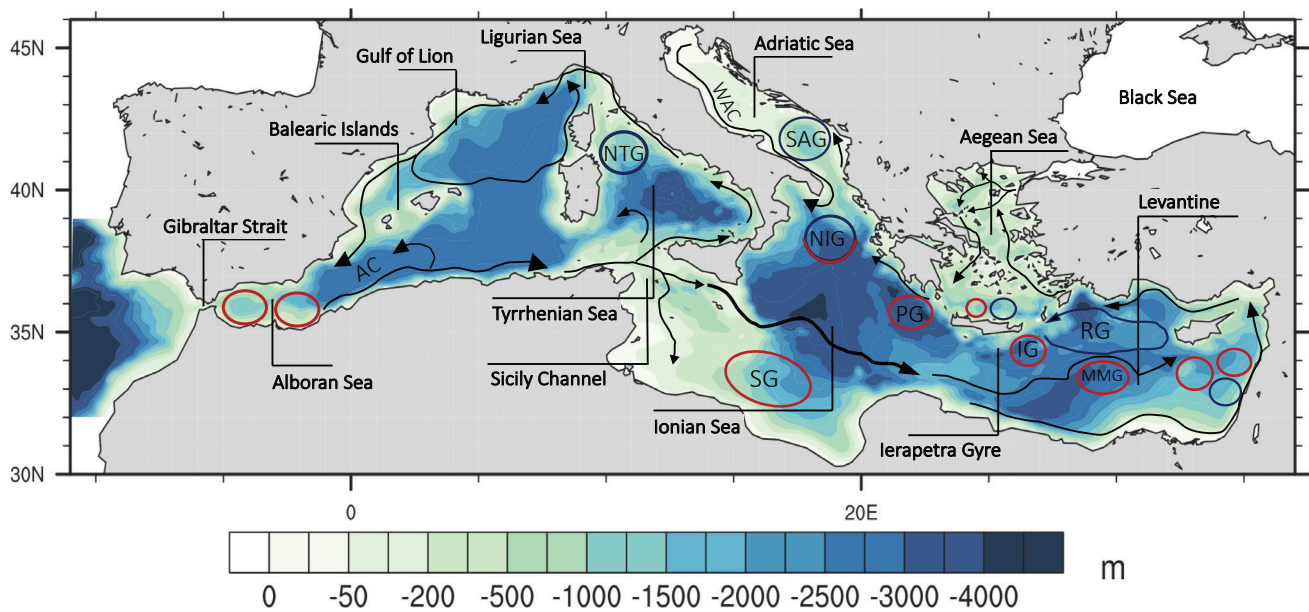 45N
40N
35N
30N
Ligurian Sea
Gulf of Lion
Balearic Islands
Gibraltar Strait
Adriatic Sea
Black Sea
Aegean Sea
Levantine
WAC
SAG
NTG
NIG
AC
PG
IG
RG
MMG
SG
Alboran Sea
Tyrrhenian Sea
Sicily Channel
Ionian Sea
Ierapetra Gyre
0 20E
0 -50 -200 -500 -1000 -1500 -2000 -2500 -3000 -4000 m